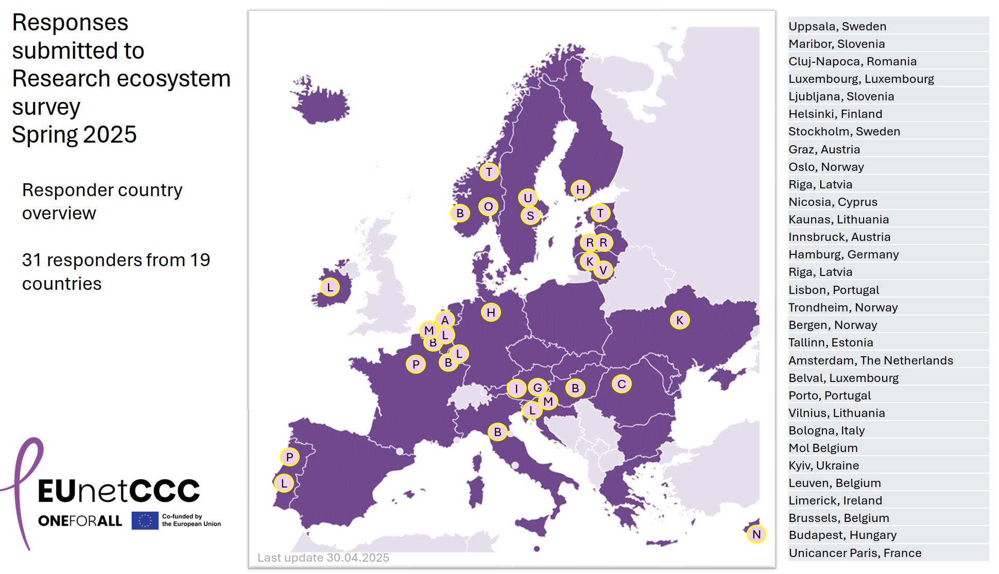 Responses
submitted to
Research ecosystem
survey
Spring 2025
Responder country
overview
31 responders from 19
countries
EUnetCCC
ONEFORALL
Co-funded by
the European Union
T
H
U
B
O
S
T
R
R
K
V
L
H
A
K
M
L
B
L
P
B
I
G
B
C
M
L
B
P
L
N
Last update 30.04.2025
Uppsala, Sweden
Maribor, Slovenia
Cluj-Napoca, Romania
Luxembourg, Luxembourg
Ljubljana, Slovenia
Helsinki, Finland
Stockholm, Sweden
Graz, Austria
Oslo, Norway
Riga, Latvia
Nicosia, Cyprus
Kaunas, Lithuania
Innsbruck, Austria
Hamburg, Germany
Riga, Latvia
Lisbon, Portugal
Trondheim, Norway
Bergen, Norway
Tallinn, Estonia
Amsterdam, The Netherlands
Belval, Luxembourg
Porto, Portugal
Vilnius, Lithuania
Bologna, Italy
Mol Belgium
Kyiv, Ukraine
Leuven, Belgium
Limerick, Ireland
Brussels, Belgium
Budapest, Hungary
Unicancer Paris, France